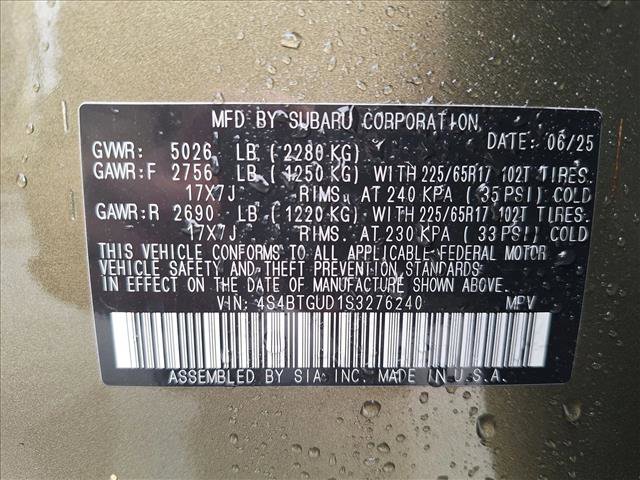 MFD BY SUBARU CORPORATION
DATE: 06/25
GVWR: 5026 LB (2280 KG)
GAWR:F 2756 LB (1250 KG) WITH 225/65R17 102T TIRES.
17X7J RIMS. AT 240 KPA (35 PSI) COLD
GAWR:R 2690 LB (1220 KG) WITH 225/65R17 102T TIRES.
17X7J RIMS. AT 230 KPA (33 PSI) COLD
THIS VEHICLE CONFORMS TO ALL APPLICABLE FEDERAL MOTOR
VEHICLE SAFETY AND THEFT PREVENTION STANDARDS
IN EFFECT ON THE DATE OF MANUFACTURE SHOWN ABOVE.
VIN: 4S4BTGUD1S3276240 MPV
ASSEMBLED BY SIA INC. MADE IN U.S.A.